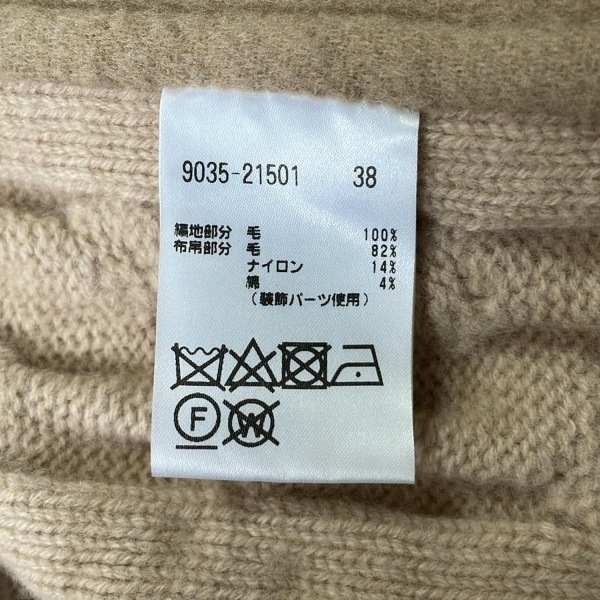 9035-21501 38
編地部分 毛 100%
布帛部分 毛 82%
ナイロン 14%
綿 4%
(装飾パーツ使用)
F W